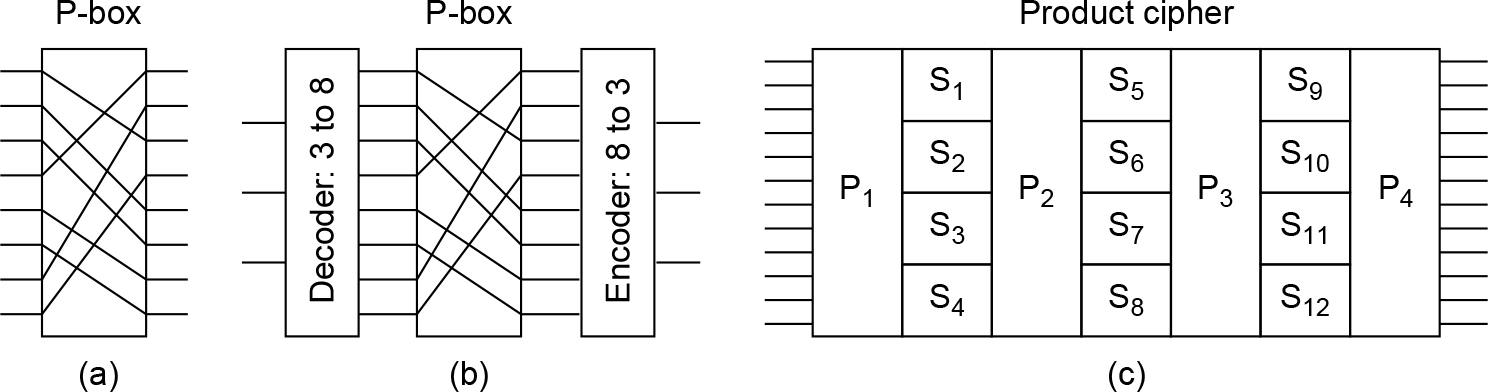 P-box
P-box
Product cipher
Decoder: 3 to 8
Encoder: 8 to 3
P1
S1
S2
S3
S4
P2
S5
S6
S7
S8
P3
S9
S10
S11
S12
P4
(a)
(b)
(c)